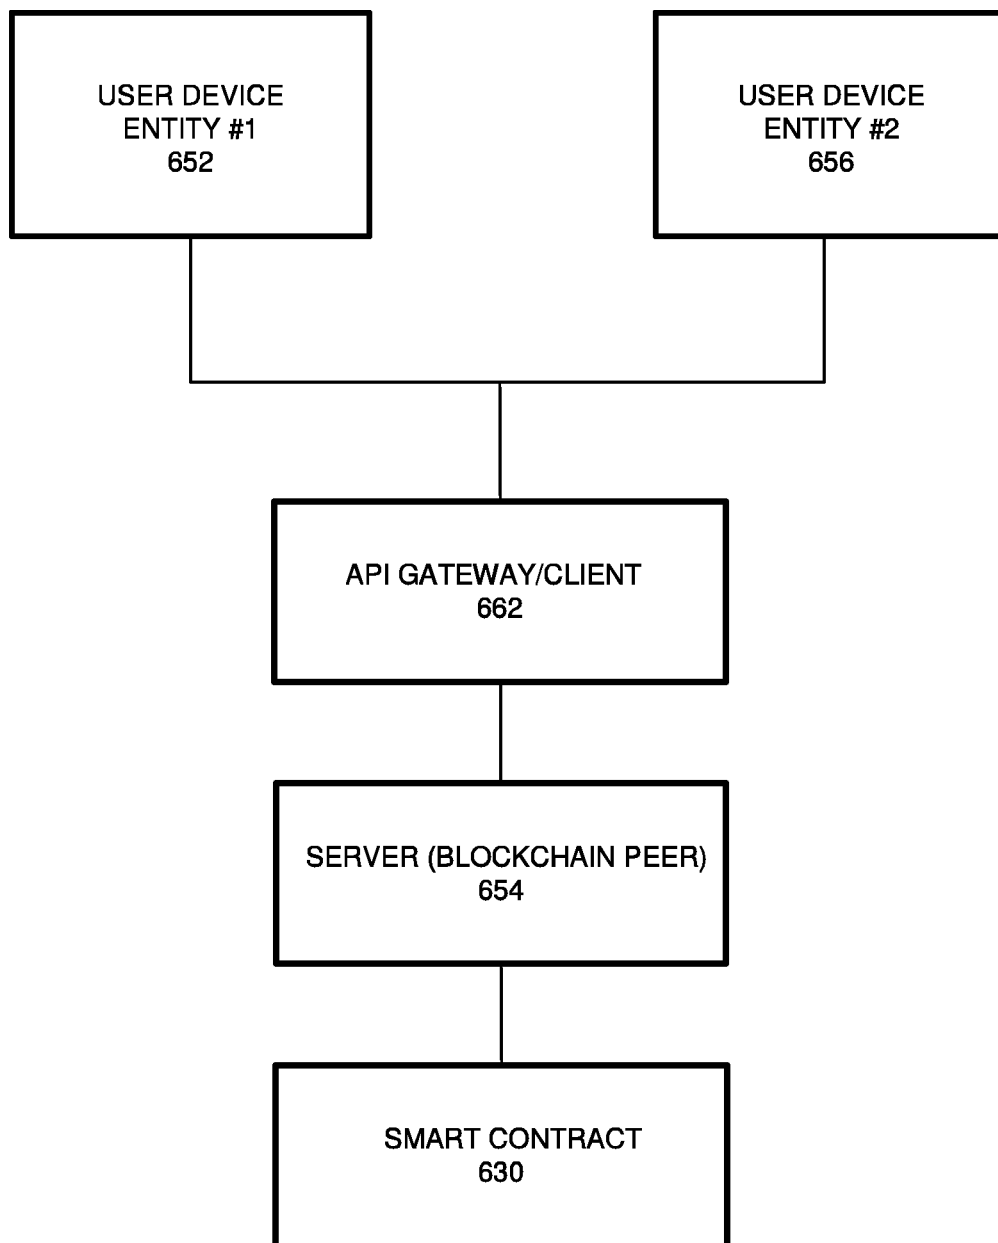 USER DEVICE
ENTITY #1
652
USER DEVICE
ENTITY #2
656
API GATEWAY/CLIENT
662
SERVER (BLOCKCHAIN PEER)
654
SMART CONTRACT
630